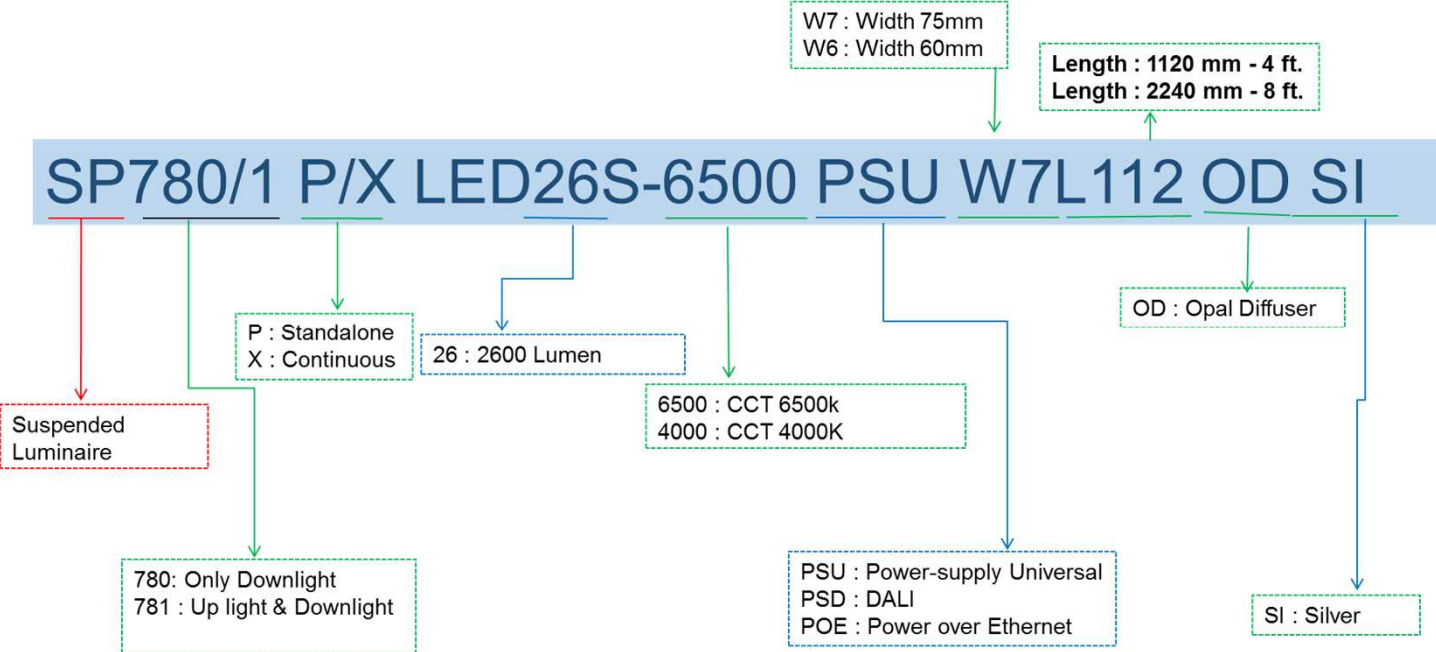 W7 : Width 75mm
W6 : Width 60mm
Length : 1120 mm - 4 ft.
Length : 2240 mm - 8 ft.
SP780/1 P/X LED26S-6500 PSU W7L112 OD SI
OD : Opal Diffuser
P : Standalone
X : Continuous
26 : 2600 Lumen
6500 : CCT 6500k
4000 : CCT 4000K
Suspended
Luminaire
780: Only Downlight
781 : Up light & Downlight
PSU : Power-supply Universal
PSD : DALI
POE : Power over Ethernet
SI : Silver